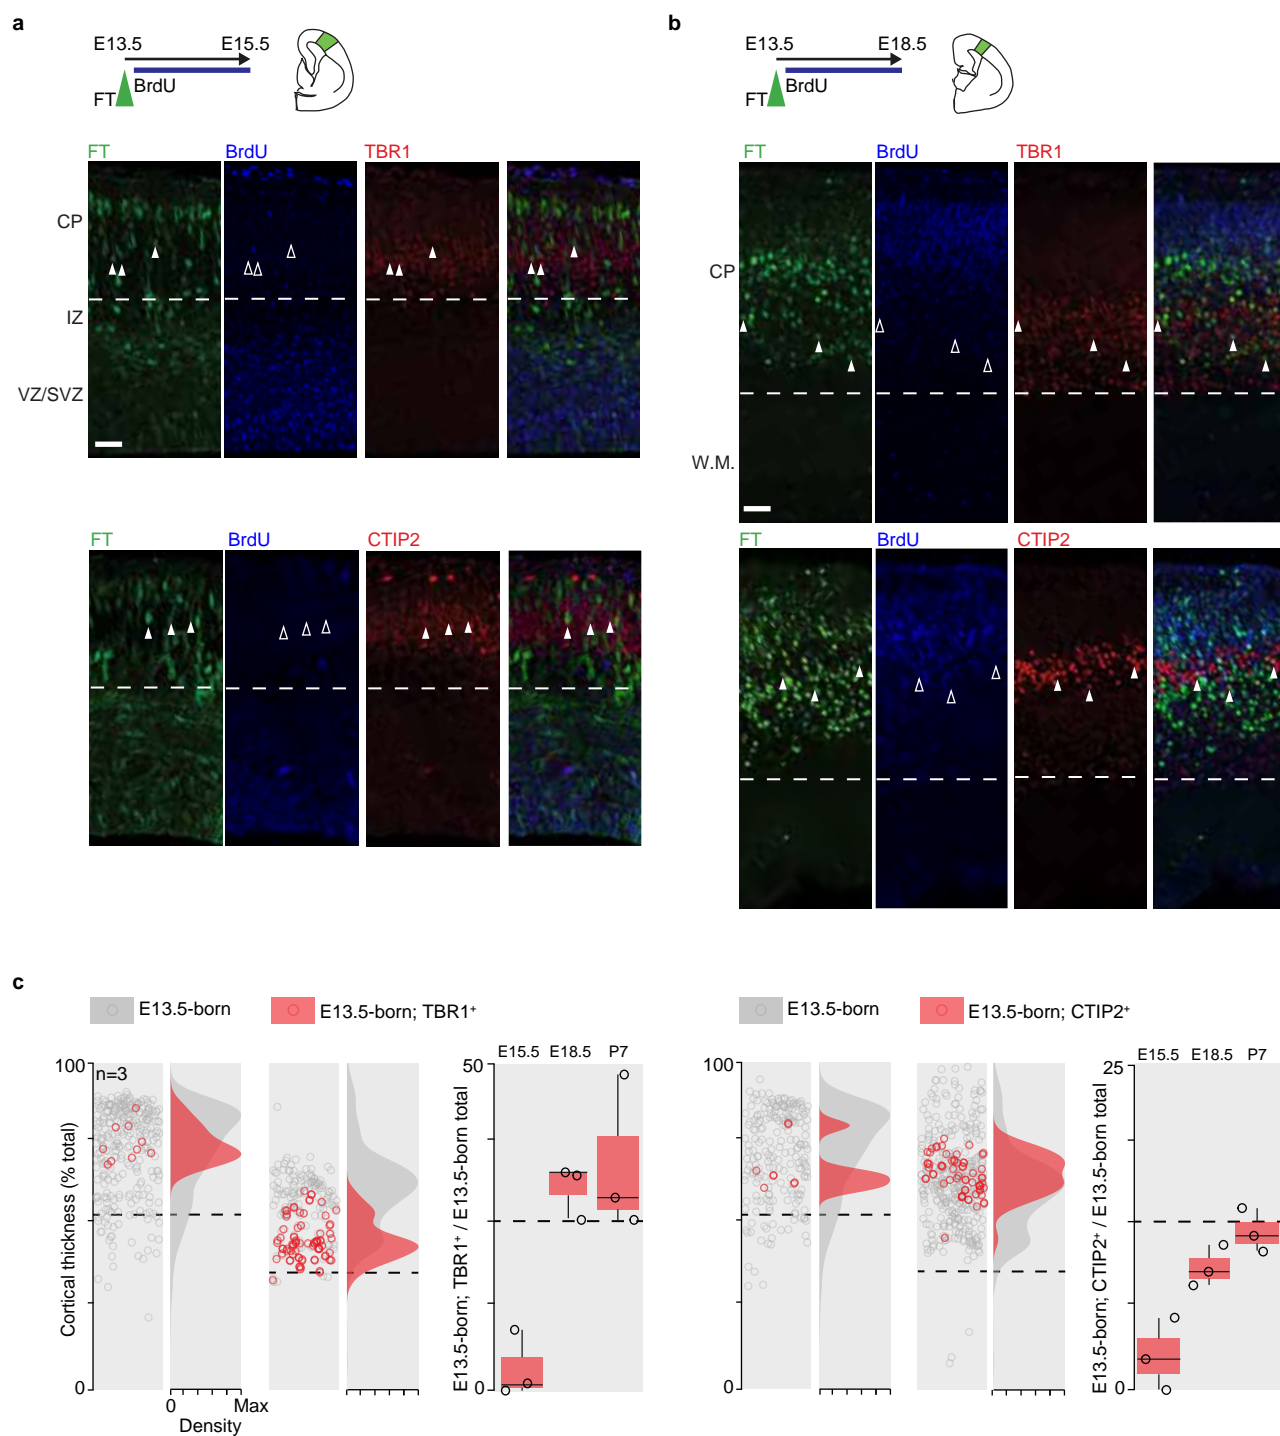 a
E13.5 E15.5
BrdU
FT
FT BrdU TBR1
CP
IZ
VZ/SVZ
FT BrdU CTIP2
b
E13.5 E18.5
BrdU
FT
FT BrdU TBR1
CP
W.M.
FT BrdU CTIP2
c
E13.5-born E13.5-born; TBR1⁺
Cortical thickness (% total)
100
n=3
0
0 Max
Density
E13.5-born; TBR1⁺ / E13.5-born total
E15.5 E18.5 P7
50
0
E13.5-born E13.5-born; CTIP2⁺
100
0
E13.5-born; CTIP2⁺ / E13.5-born total
E15.5 E18.5 P7
25
0